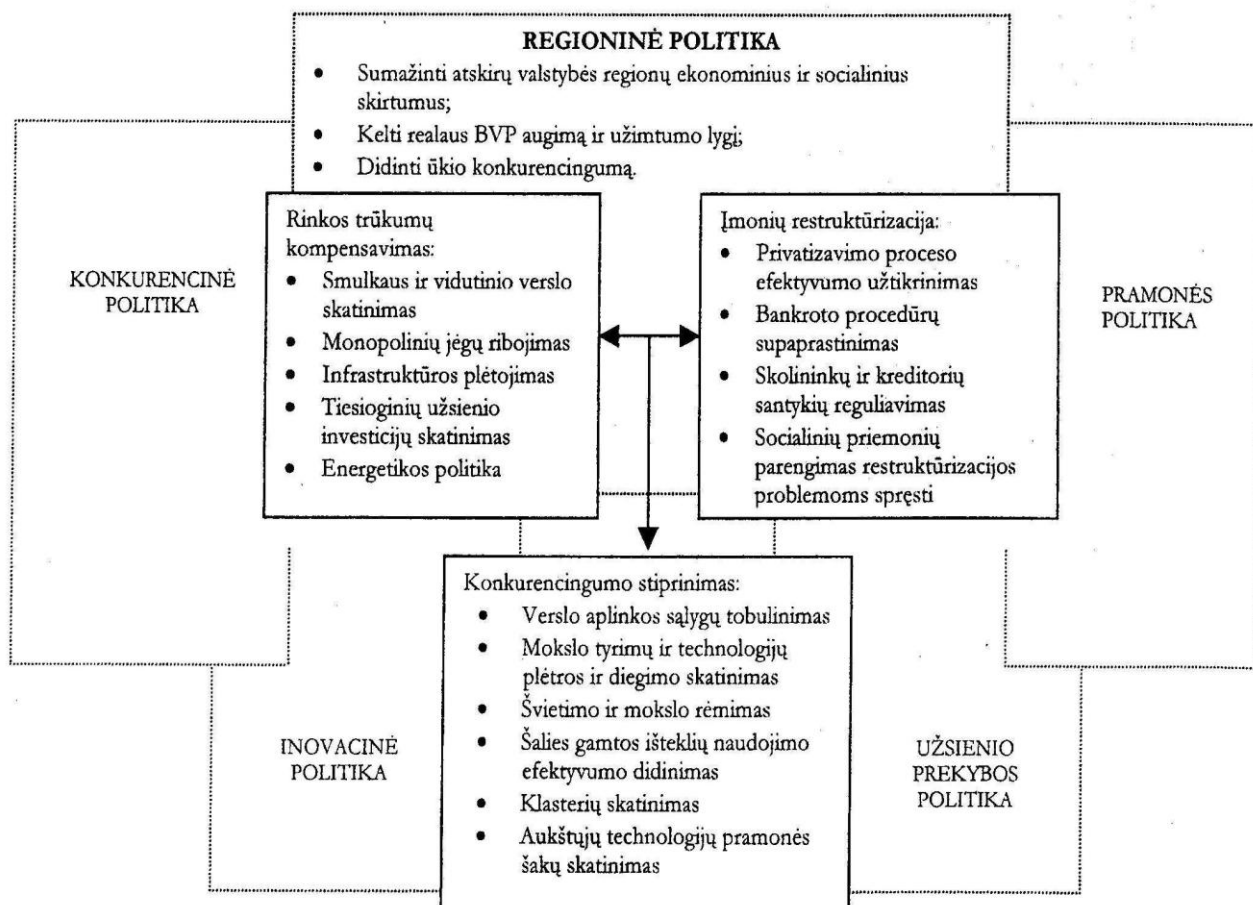 REGIONINĖ POLITIKA
• Sumažinti atskirų valstybės regionų ekonominius ir socialinius
skirtumus;
• Kelti realaus BVP augimą ir užimtumo lygį;
• Didinti ūkio konkurencingumą.
KONKURENCINĖ
POLITIKA
Rinkos trūkumų
kompensavimas:
• Smulkaus ir vidutinio verslo
skatinimas
• Monopolinių jėgų ribojimas
• Infrastruktūros plėtojimas
• Tiesioginių užsienio
investicijų skatinimas
• Energetikos politika
Įmonių restruktūrizacija:
• Privatizavimo proceso
efektyvumo užtikrinimas
• Bankroto procedūrų
supaprastinimas
• Skolininkų ir kreditorių
santykių reguliavimas
• Socialinių priemonių
parengimas restruktūrizacijos
problemoms spręsti
PRAMONĖS
POLITIKA
INOVACINĖ
POLITIKA
Konkurencingumo stiprinimas:
• Verslo aplinkos sąlygų tobulinimas
• Mokslo tyrimų ir technologijų
plėtros ir diegimo skatinimas
• Švietimo ir mokslo rėmimas
• Šalies gamtos išteklių naudojimo
efektyvumo didinimas
• Klasterių skatinimas
• Aukštųjų technologijų pramonės
šakų skatinimas
UŽSIENIO
PREKYBOS
POLITIKA